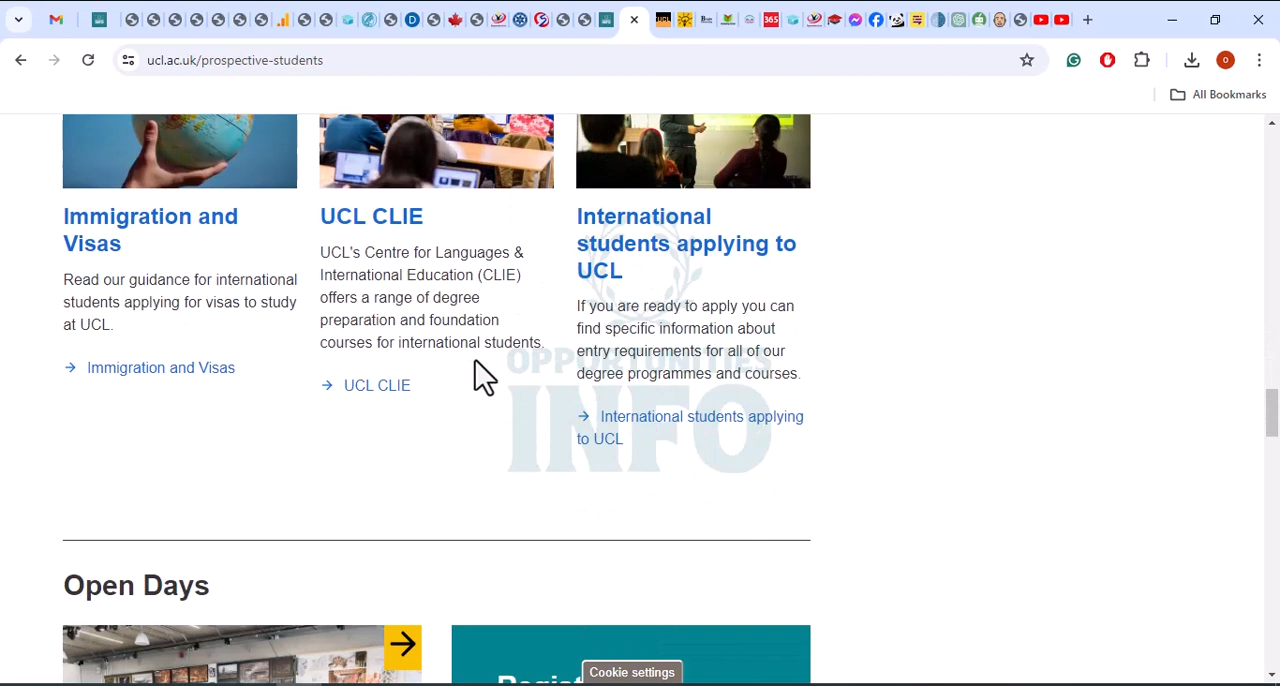 ucl.ac.uk/prospective-students
All Bookmarks
Immigration and
Visas
Read our guidance for international
students applying for visas to study
at UCL.
→ Immigration and Visas
UCL CLIE
UCL's Centre for Languages &
International Education (CLIE)
offers a range of degree
preparation and foundation
courses for international students.
→ UCL CLIE
International
students applying to
UCL
If you are ready to apply you can
find specific information about
entry requirements for all of our
degree programmes and courses.
→ International students applying
to UCL
OPPORTUNITIES
INFO
Open Days
Cookie settings